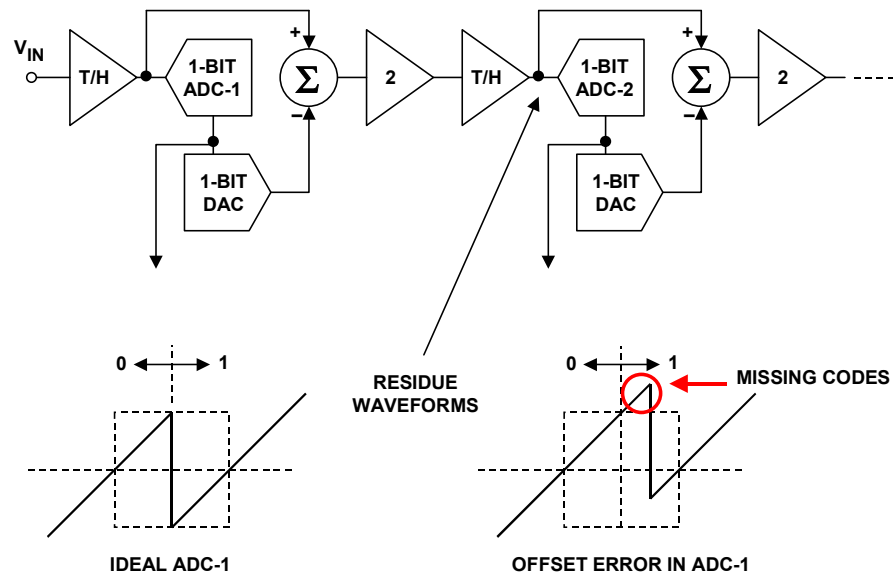 V_IN
T/H
1-BIT
ADC-1
+
Σ
−
2
T/H
1-BIT
ADC-2
+
Σ
−
2
1-BIT
DAC
1-BIT
DAC
RESIDUE
WAVEFORMS
0
1
0
1
MISSING CODES
IDEAL ADC-1
OFFSET ERROR IN ADC-1